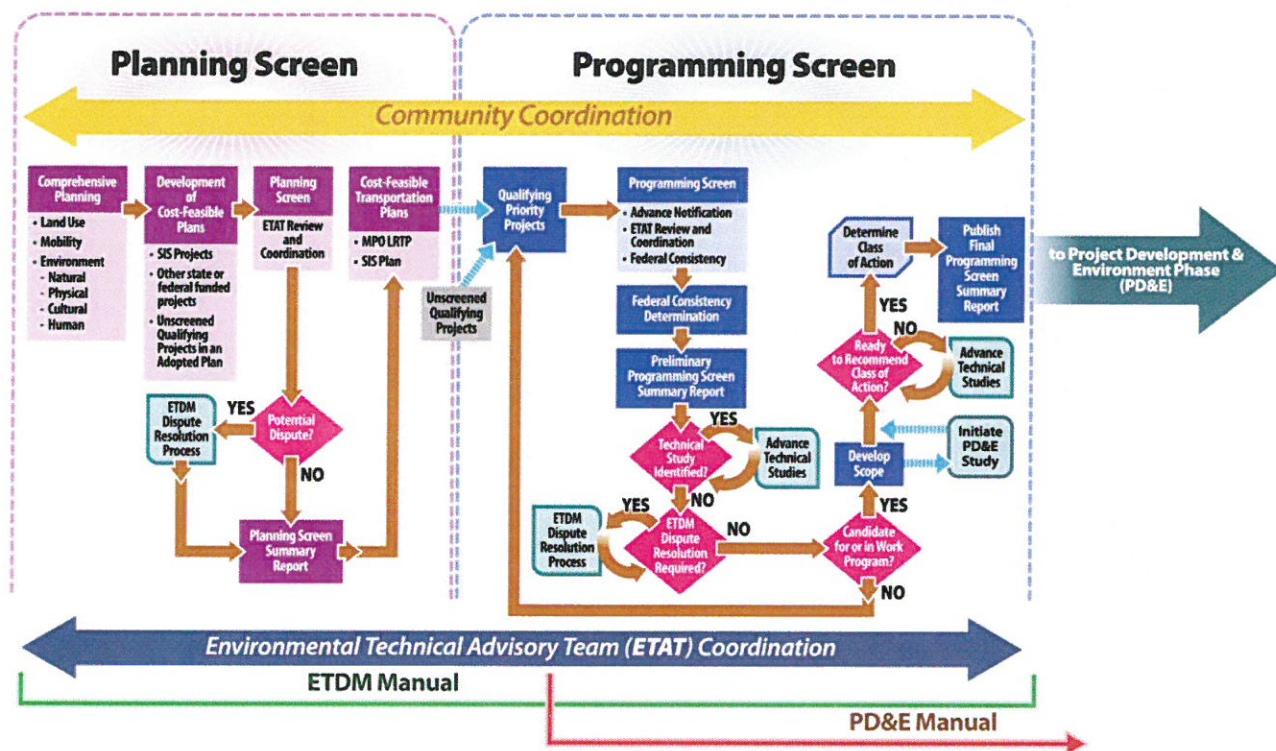 Planning Screen
Programming Screen
Community Coordination
Comprehensive
Planning
• Land Use
• Mobility
• Environment
- Natural
- Physical
- Cultural
- Human
Development
of
Cost-Feasible
Plans
• SIS Projects
• Other state or
federal funded
projects
• Unscreened
Qualifying
Projects in an
Adopted Plan
Planning
Screen
ETAT Review
and
Coordination
Cost-Feasible
Transportation
Plans
• MPO LRTP
• SIS Plan
Potential
Dispute?
YES
NO
ETDM
Dispute
Resolution
Process
Planning Screen
Summary
Report
Qualifying
Priority
Projects
Unscreened
Qualifying
Projects
Programming
Screen
• Advance Notification
• ETAT Review and
Coordination
• Federal Consistency
Federal Consistency
Determination
Preliminary
Programming Screen
Summary Report
Technical
Study
Identified?
YES
NO
Advance
Technical
Studies
ETDM
Dispute
Resolution
Required?
YES
NO
ETDM
Dispute
Resolution
Process
Candidate
for or in Work
Program?
YES
NO
Develop
Scope
Initiate
PD&E
Study
Ready to
Recommend
Class of
Action?
YES
NO
Advance
Technical
Studies
Determine
Class
of Action
Publish
Final
Programming
Screen
Summary
Report
to Project Development &
Environment Phase
(PD&E)
Environmental Technical Advisory Team (ETAT) Coordination
ETDM Manual
PD&E Manual